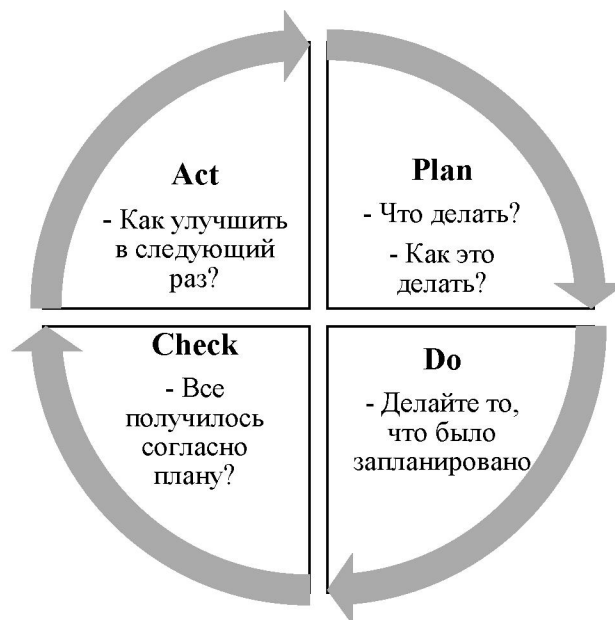 Act
- Как улучшить
в следующий
раз?
Plan
- Что делать?
- Как это
делать?
Check
- Все
получилось
согласно
плану?
Do
- Делайте то,
что было
запланировано